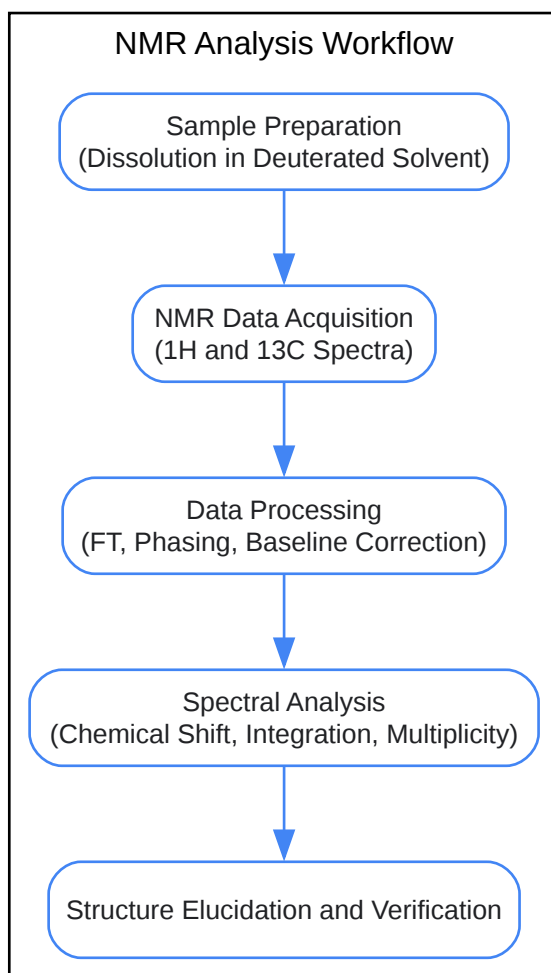 NMR Analysis Workflow
Sample Preparation
(Dissolution in Deuterated Solvent)
NMR Data Acquisition
(1H and 13C Spectra)
Data Processing
(FT, Phasing, Baseline Correction)
Spectral Analysis
(Chemical Shift, Integration, Multiplicity)
Structure Elucidation and Verification